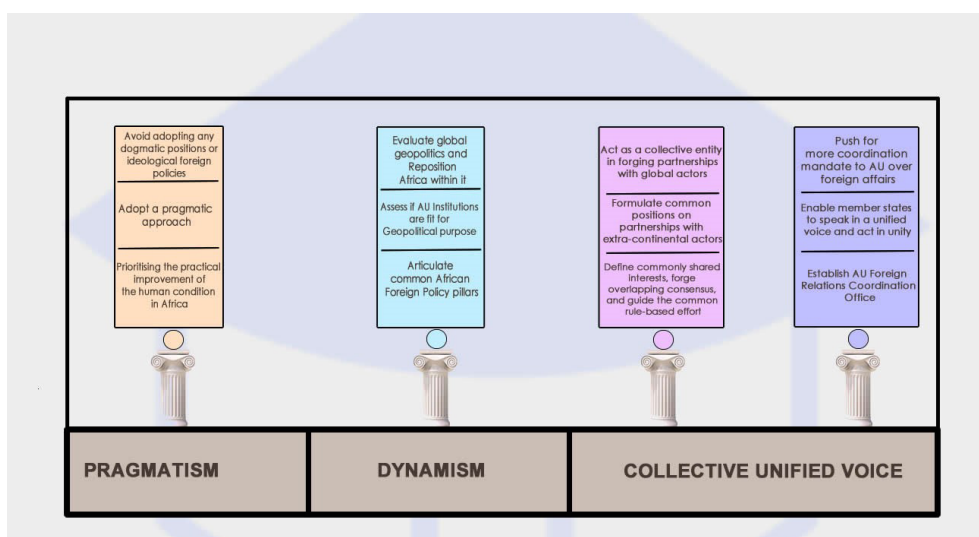 Avoid adopting any
dogmatic positions or
ideological foreign
policies
Adopt a pragmatic
approach
Prioritising the practical
improvement of
the human condition
in Africa
Evaluate global
geopolitics and
Reposition
Africa within it
Assess if AU Institutions
are fit for
Geopolitical purpose
Articulate
common African
Foreign Policy pillars
Act as a collective entity
in forging partnerships
with global actors
Formulate common
positions on
partnerships with
extra-continental actors
Define commonly shared
interests, forge
overlapping consensus,
and guide the common
rule-based effort
Push for
more coordination
mandate to AU over
foreign affairs
Enable member states
to speak in a unified
voice and act in unity
Establish AU Foreign
Relations Coordination
Office
PRAGMATISM
DYNAMISM
COLLECTIVE UNIFIED VOICE